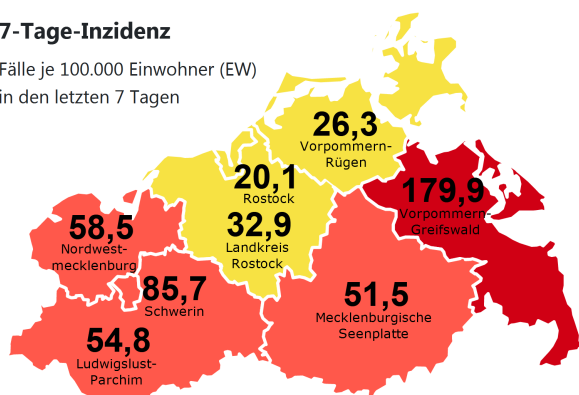 7-Tage-Inzidenz
Fälle je 100.000 Einwohner (EW)
in den letzten 7 Tagen
26,3
Vorpommern-
Rügen
20,1
Rostock
179,9
Vorpommern-
Greifswald
58,5
Nordwest-
mecklenburg
32,9
Landkreis
Rostock
85,7
Schwerin
51,5
Mecklenburgische
Seenplatte
54,8
Ludwigslust-
Parchim